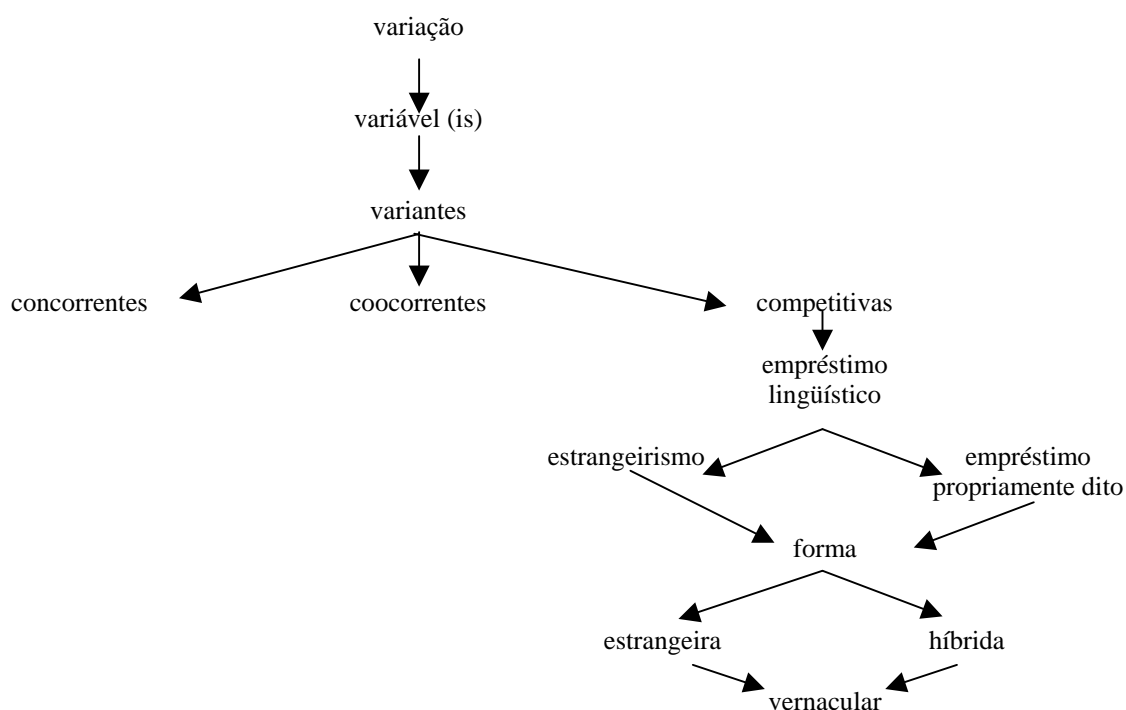 variação
variável (is)
variantes
concorrentes
coocorrentes
competitivas
empréstimo
lingüístico
estrangeirismo
empréstimo
propriamente dito
forma
estrangeira
híbrida
vernacular